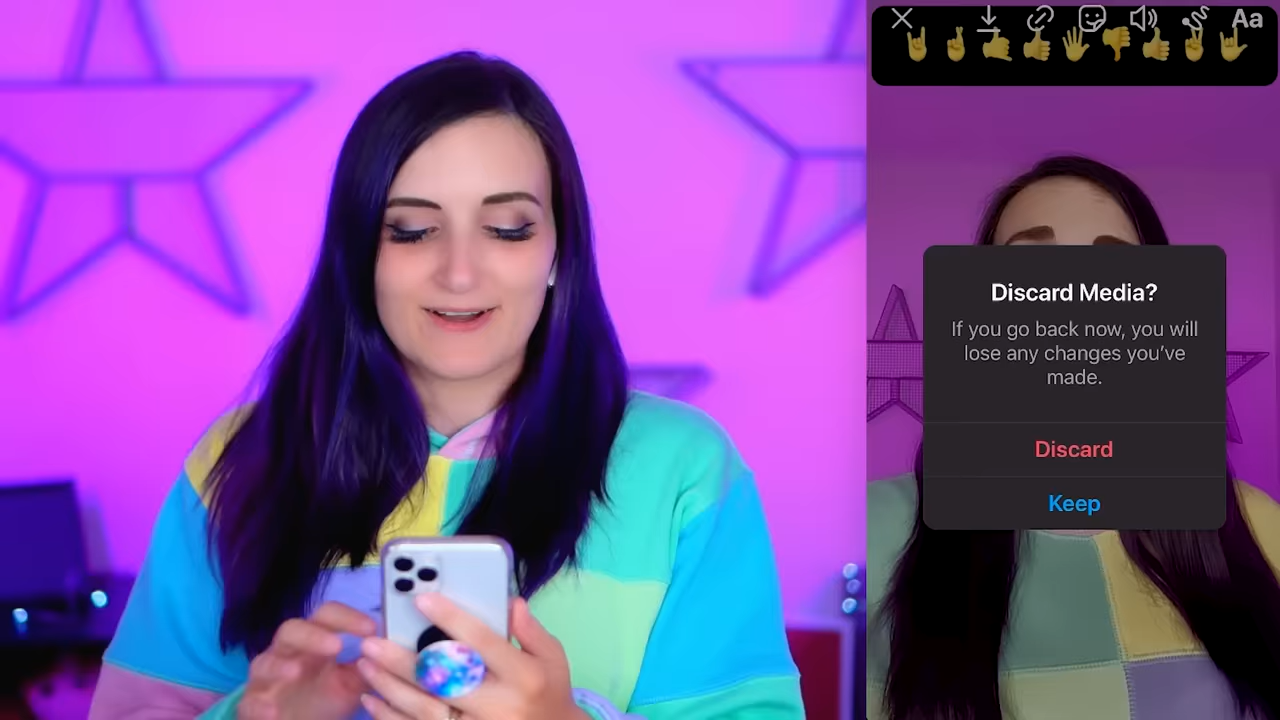 Aa
Discard Media?
If you go back now, you will
lose any changes you’ve
made.
Discard
Keep